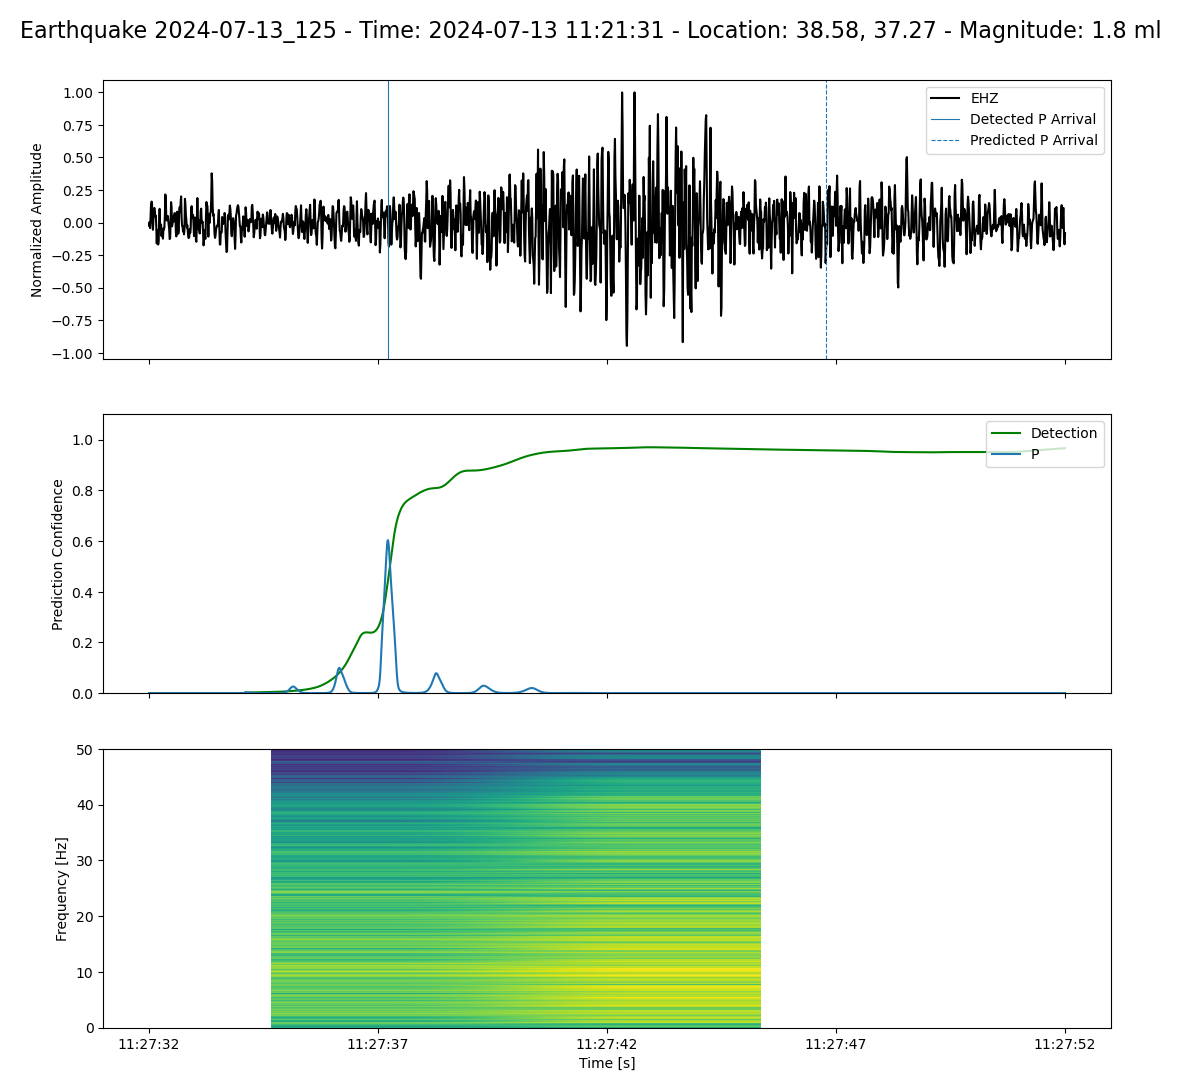 Earthquake 2024-07-13_125 - Time: 2024-07-13 11:21:31 - Location: 38.58, 37.27 - Magnitude: 1.8 ml
Normalized Amplitude
1.00
0.75
0.50
0.25
0.00
−0.25
−0.50
−0.75
−1.00
EHZ
Detected P Arrival
Predicted P Arrival
Prediction Confidence
1.0
0.8
0.6
0.4
0.2
0.0
Detection
P
Frequency [Hz]
50
40
30
20
10
0
11:27:32 11:27:37 11:27:42 11:27:47 11:27:52
Time [s]